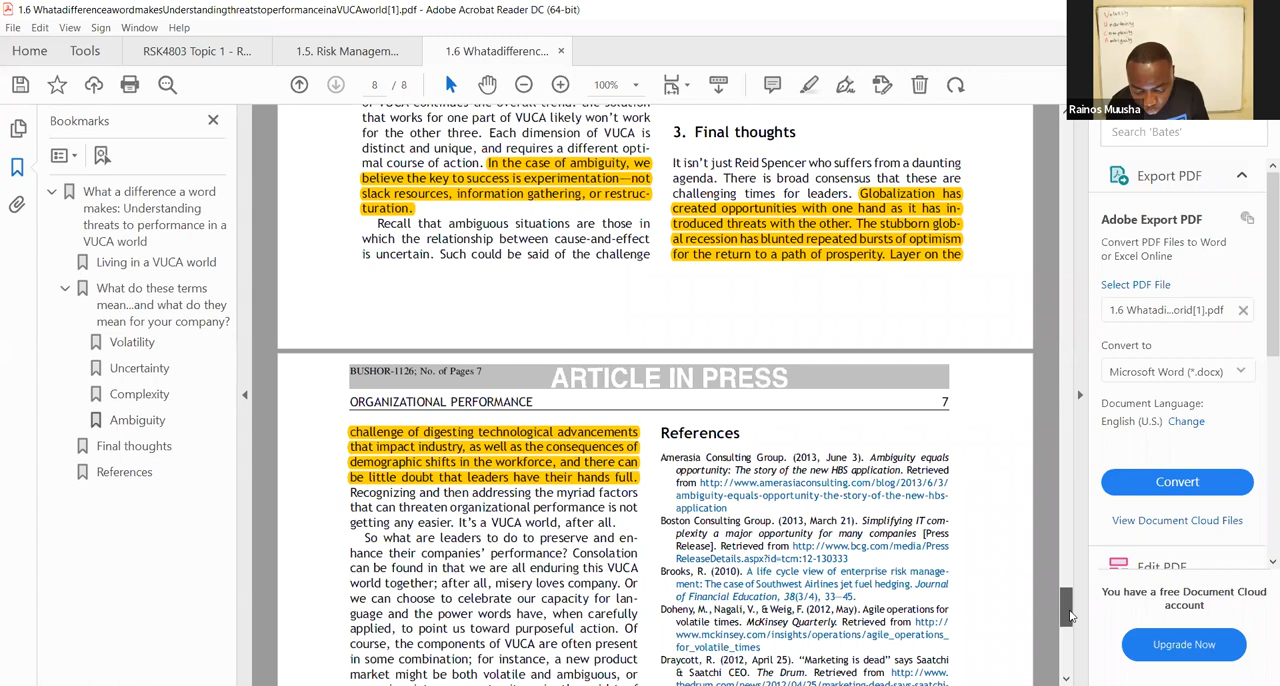 1.6 WhatadifferenceawordmakesUnderstandingthreatstoperformanceinaVUCAworld[1].pdf - Adobe Acrobat Reader DC (64-bit)
File Edit View Sign Window Help
Home Tools RSK4803 Topic 1 - R... 1.5. Risk Managem... 1.6 Whatadifferenc... ×
8 / 8 100%
Bookmarks
What a difference a word
makes: Understanding
threats to performance in a
VUCA world
Living in a VUCA world
What do these terms
mean...and what do they
mean for your company?
Volatility
Uncertainty
Complexity
Ambiguity
Final thoughts
References
of VUCA continues the overall trend: the solution
that works for one part of VUCA likely won't work
for the other three. Each dimension of VUCA is
distinct and unique, and requires a different opti-
mal course of action. In the case of ambiguity, we
believe the key to success is experimentation—not
slack resources, information gathering, or restruc-
turation.
Recall that ambiguous situations are those in
which the relationship between cause-and-effect
is uncertain. Such could be said of the challenge
3. Final thoughts
It isn't just Reid Spencer who suffers from a daunting
agenda. There is broad consensus that these are
challenging times for leaders. Globalization has
created opportunities with one hand as it has in-
troduced threats with the other. The stubborn glob-
al recession has blunted repeated bursts of optimism
for the return to a path of prosperity. Layer on the
BUSHOR-1126; No. of Pages 7
ARTICLE IN PRESS
ORGANIZATIONAL PERFORMANCE 7
challenge of digesting technological advancements
that impact industry, as well as the consequences of
demographic shifts in the workforce, and there can
be little doubt that leaders have their hands full.
Recognizing and then addressing the myriad factors
that can threaten organizational performance is not
getting any easier. It's a VUCA world, after all.
So what are leaders to do to preserve and en-
hance their companies' performance? Consolation
can be found in that we are all enduring this VUCA
world together; after all, misery loves company. Or
we can choose to celebrate our capacity for lan-
guage and the power words have, when carefully
applied, to point us toward purposeful action. Of
course, the components of VUCA are often present
in some combination; for instance, a new product
market might be both volatile and ambiguous, or
References
Amerasia Consulting Group. (2013, June 3). Ambiguity equals
opportunity: The story of the new HBS application. Retrieved
from http://www.amerasiaconsulting.com/blog/2013/6/3/
ambiguity-equals-opportunity-the-story-of-the-new-hbs-
application
Boston Consulting Group. (2013, March 21). Simplifying IT com-
plexity a major opportunity for many companies [Press
Release]. Retrieved from http://www.bcg.com/media/Press
ReleaseDetails.aspx?id=tcm:12-130333
Brooks, R. (2010). A life cycle view of enterprise risk manage-
ment: The case of Southwest Airlines jet fuel hedging. Journal
of Financial Education, 38(3/4), 33—45.
Doheny, M., Nagali, V., & Weig, F. (2012, May). Agile operations for
volatile times. McKinsey Quarterly. Retrieved from http://
www.mckinsey.com/insights/operations/agile_operations_
for_volatile_times
Draycott, R. (2012, April 25). "Marketing is dead" says Saatchi
& Saatchi CEO. The Drum. Retrieved from http://www.
thedrum.com/news/2012/04/25/marketing-dead-says-saatchi-
Volatility
Uncertainty
Complexity
Ambiguity
Rainos Muusha
Search 'Bates'
Export PDF
Adobe Export PDF
Convert PDF Files to Word
or Excel Online
Select PDF File
1.6 Whatadi...orld[1].pdf
Convert to
Microsoft Word (*.docx)
Document Language:
English (U.S.) Change
Convert
View Document Cloud Files
Edit PDF
You have a free Document Cloud
account
Upgrade Now